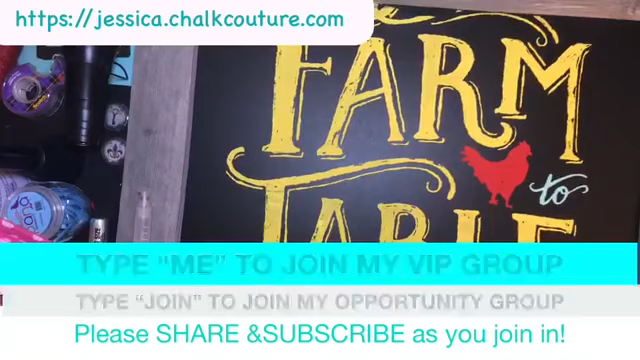 https://jessica.chalkcouture.com
FARM
to
TABLE
TYPE “ME” TO JOIN MY VIP GROUP
TYPE “JOIN” TO JOIN MY OPPORTUNITY GROUP
Please SHARE &SUBSCRIBE as you join in!